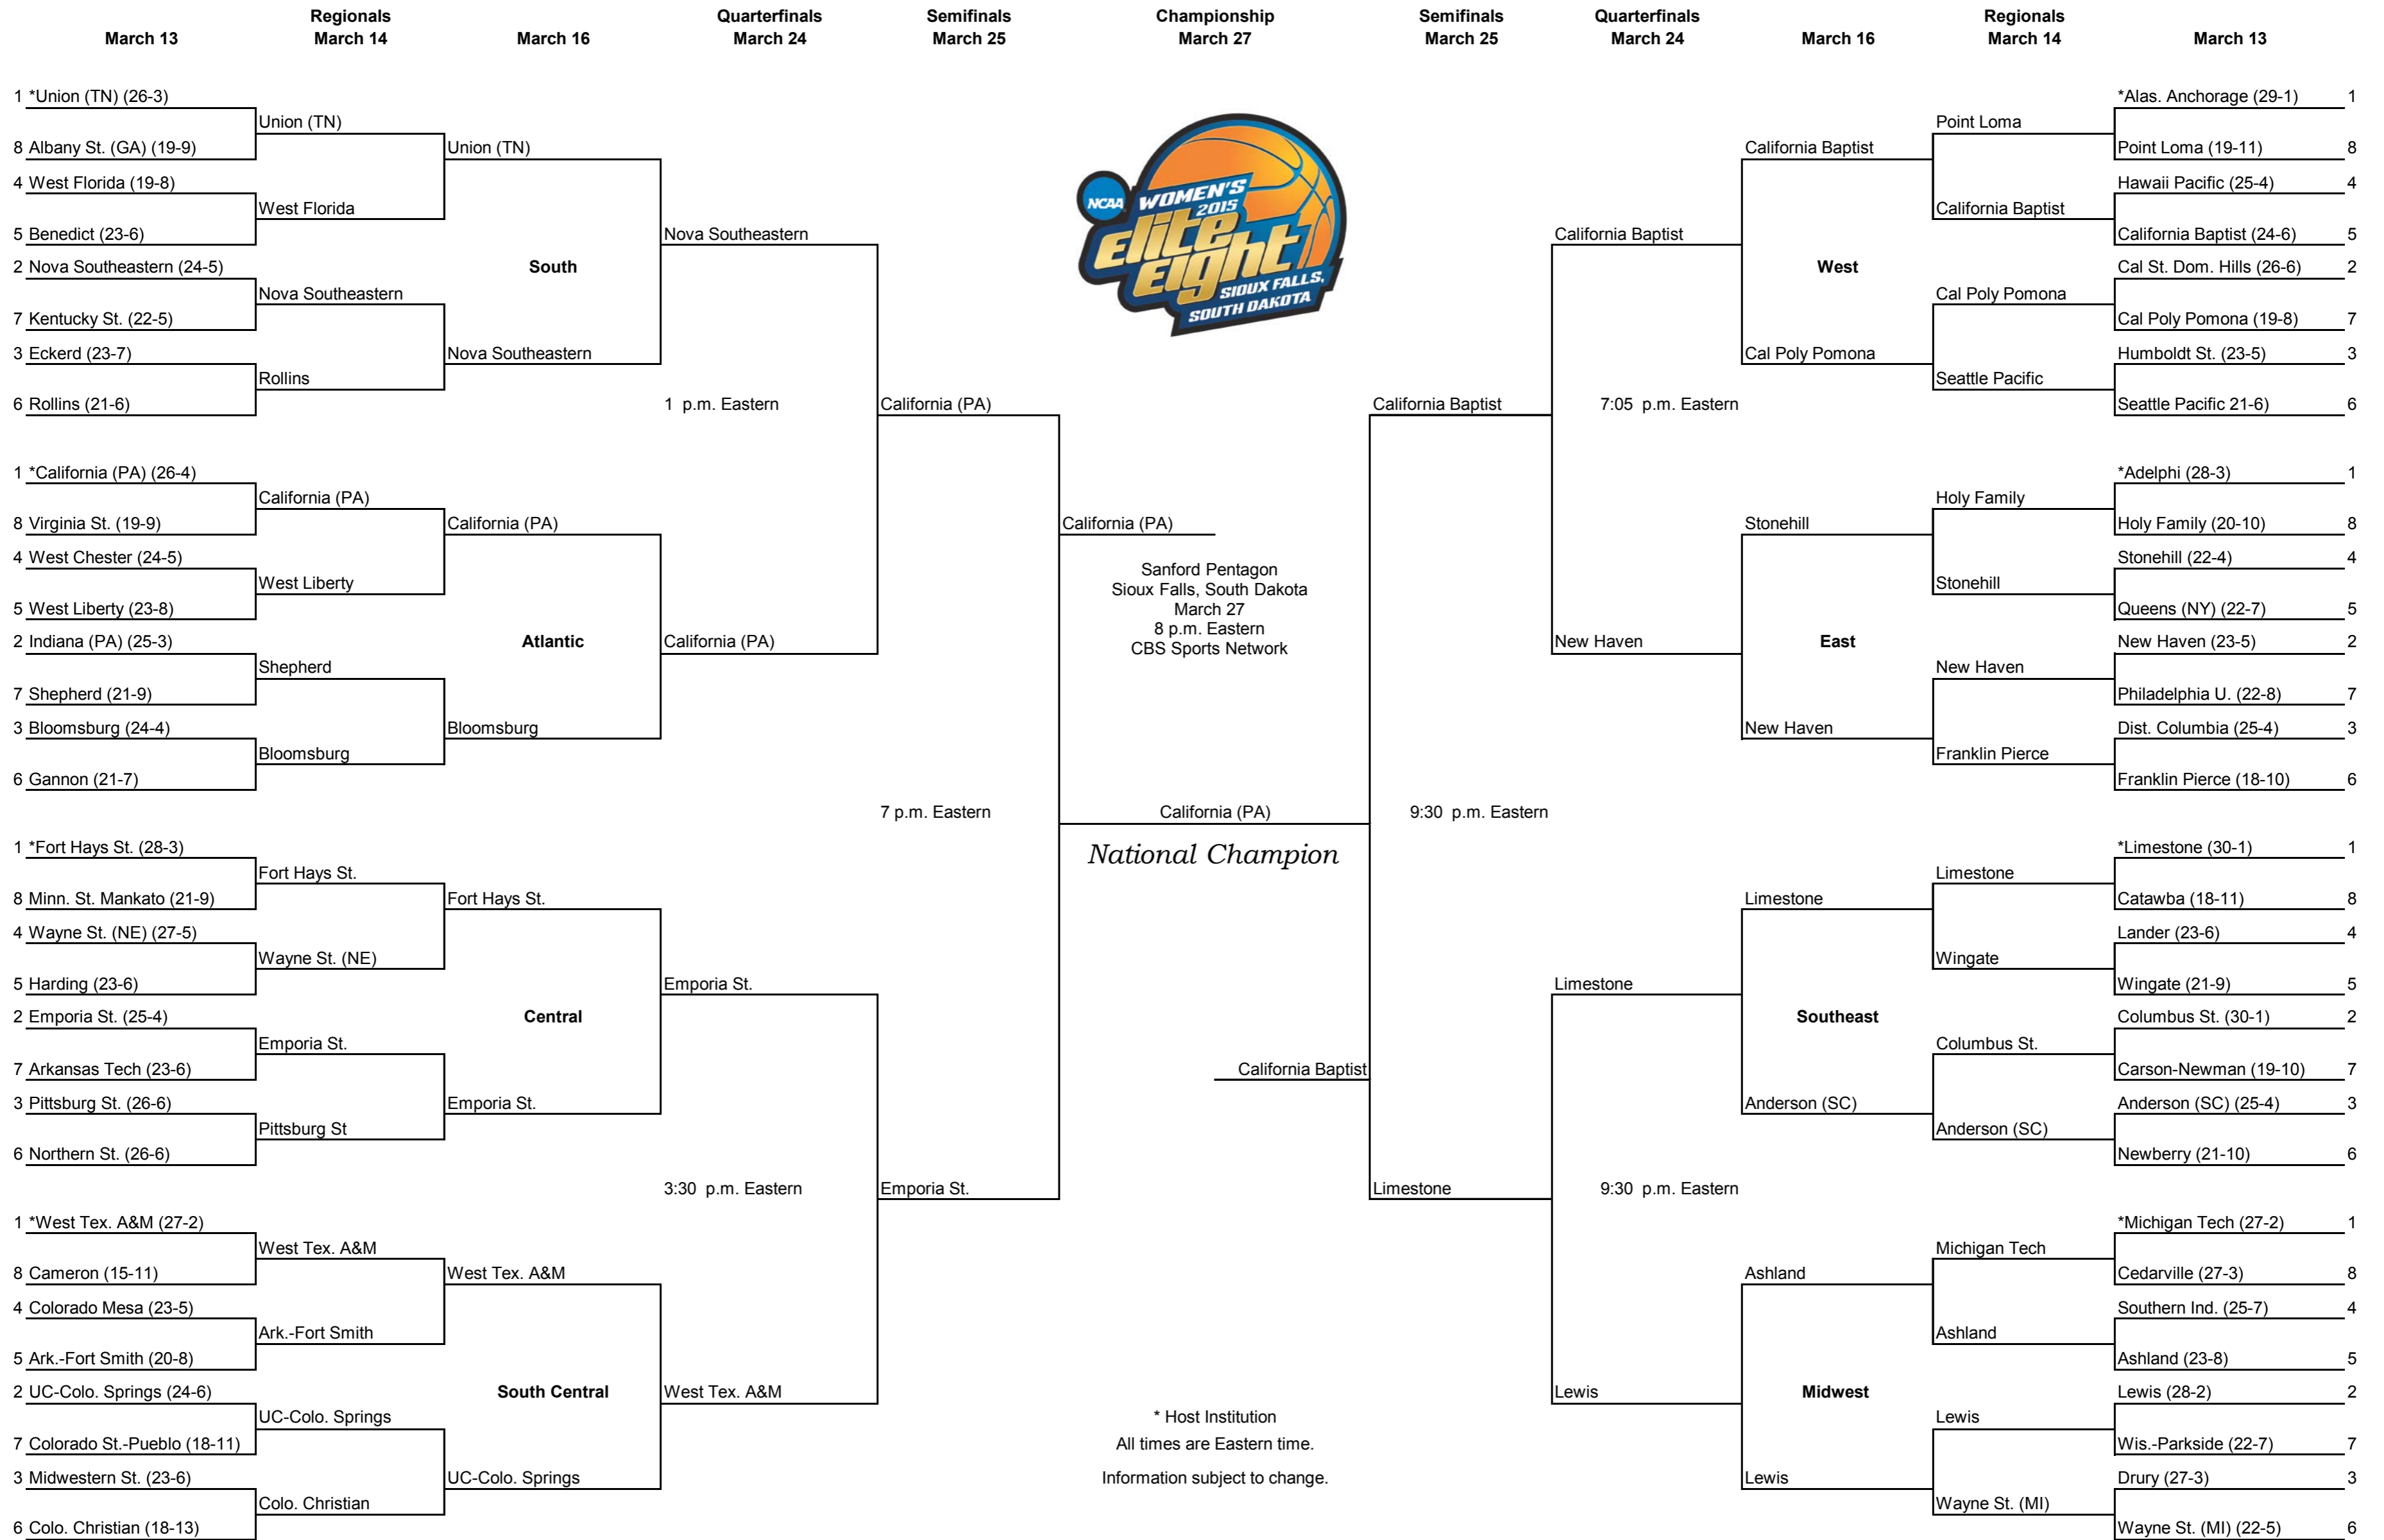 Regionals Quarterfinals Semifinals Championship Semifinals Quarterfinals Regionals
March 13 March 14 March 16 March 24 March 25 March 27 March 25 March 24 March 16 March 14 March 13
1 *Union (TN) (26-3)
Union (TN)
8 Albany St. (GA) (19-9)
Union (TN)
4 West Florida (19-8)
West Florida
5 Benedict (23-6)
Nova Southeastern
2 Nova Southeastern (24-5)
South
Nova Southeastern
7 Kentucky St. (22-5)
3 Eckerd (23-7)
Nova Southeastern
Rollins
6 Rollins (21-6)
1 p.m. Eastern
California (PA)
1 *California (PA) (26-4)
California (PA)
8 Virginia St. (19-9)
California (PA)
4 West Chester (24-5)
West Liberty
5 West Liberty (23-8)
2 Indiana (PA) (25-3)
Atlantic
California (PA)
Shepherd
7 Shepherd (21-9)
3 Bloomsburg (24-4)
Bloomsburg
Bloomsburg
6 Gannon (21-7)
7 p.m. Eastern
1 *Fort Hays St. (28-3)
Fort Hays St.
8 Minn. St. Mankato (21-9)
Fort Hays St.
4 Wayne St. (NE) (27-5)
Wayne St. (NE)
5 Harding (23-6)
Emporia St.
2 Emporia St. (25-4)
Central
Emporia St.
7 Arkansas Tech (23-6)
3 Pittsburg St. (26-6)
Emporia St.
Pittsburg St
6 Northern St. (26-6)
3:30 p.m. Eastern
Emporia St.
1 *West Tex. A&M (27-2)
West Tex. A&M
8 Cameron (15-11)
West Tex. A&M
4 Colorado Mesa (23-5)
Ark.-Fort Smith
5 Ark.-Fort Smith (20-8)
2 UC-Colo. Springs (24-6)
South Central
West Tex. A&M
UC-Colo. Springs
7 Colorado St.-Pueblo (18-11)
3 Midwestern St. (23-6)
UC-Colo. Springs
Colo. Christian
6 Colo. Christian (18-13)
NCAA
WOMEN'S
2015
Elite
Eight
SIOUX FALLS,
SOUTH DAKOTA
California (PA)
Sanford Pentagon
Sioux Falls, South Dakota
March 27
8 p.m. Eastern
CBS Sports Network
California (PA)
National Champion
California Baptist
* Host Institution
All times are Eastern time.
Information subject to change.
*Alas. Anchorage (29-1) 1
Point Loma
California Baptist
Point Loma (19-11) 8
Hawaii Pacific (25-4) 4
California Baptist
California Baptist
California Baptist (24-6) 5
West
Cal St. Dom. Hills (26-6) 2
Cal Poly Pomona
Cal Poly Pomona (19-8) 7
Cal Poly Pomona
Humboldt St. (23-5) 3
Seattle Pacific
California Baptist
7:05 p.m. Eastern
Seattle Pacific 21-6) 6
*Adelphi (28-3) 1
Holy Family
Stonehill
Holy Family (20-10) 8
Stonehill (22-4) 4
Stonehill
Queens (NY) (22-7) 5
New Haven
East
New Haven (23-5) 2
New Haven
Philadelphia U. (22-8) 7
New Haven
Dist. Columbia (25-4) 3
Franklin Pierce
Franklin Pierce (18-10) 6
9:30 p.m. Eastern
*Limestone (30-1) 1
Limestone
Limestone
Catawba (18-11) 8
Lander (23-6) 4
Wingate
Limestone
Wingate (21-9) 5
Southeast
Columbus St. (30-1) 2
Columbus St.
Carson-Newman (19-10) 7
Anderson (SC)
Anderson (SC) (25-4) 3
Anderson (SC)
Newberry (21-10) 6
Limestone
9:30 p.m. Eastern
*Michigan Tech (27-2) 1
Michigan Tech
Ashland
Cedarville (27-3) 8
Southern Ind. (25-7) 4
Ashland
Ashland (23-8) 5
Lewis
Midwest
Lewis (28-2) 2
Lewis
Wis.-Parkside (22-7) 7
Lewis
Drury (27-3) 3
Wayne St. (MI)
Wayne St. (MI) (22-5) 6